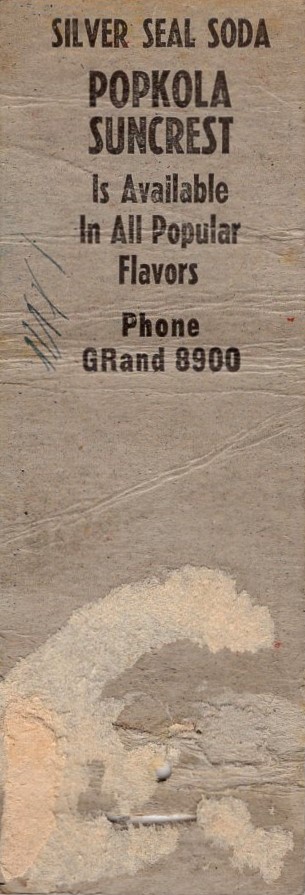 SILVER SEAL SODA
POPKOLA
SUNCREST
Is Available
In All Popular
Flavors
Phone
GRand 8900